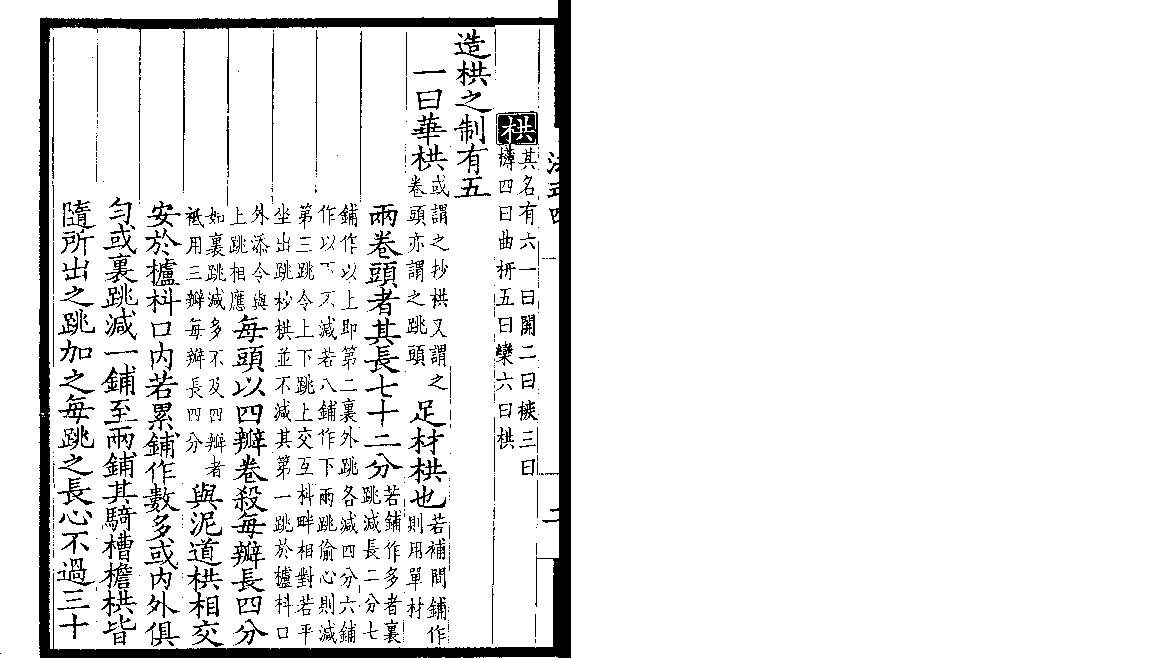 栱其名有六一曰開二曰槉三曰
欂四曰曲枅五曰欒六曰栱
造栱之制有五
一曰華栱或謂之抄栱又謂之
卷頭亦謂之跳頭足材栱也若補間鋪作
則用單材
兩卷頭者其長七十二分若鋪作多者裏
跳減長二分七
鋪作以上即第二裏外跳各減四分六鋪
作以下不減若八鋪作下兩跳偷心則減
第三跳令上下跳上交互枓畔相對若平
坐出跳杪栱並不減其第一跳於櫨枓口
外添令與
上跳相應每頭以四瓣卷殺每瓣長四分
如裏跳減多不及四瓣者
祗用三瓣每瓣長四分與泥道栱相交
安於櫨枓口內若累鋪作數多或內外俱
勻或裏跳減一鋪至兩鋪其騎槽檐栱皆
隨所出之跳加之每跳之長心不過三十